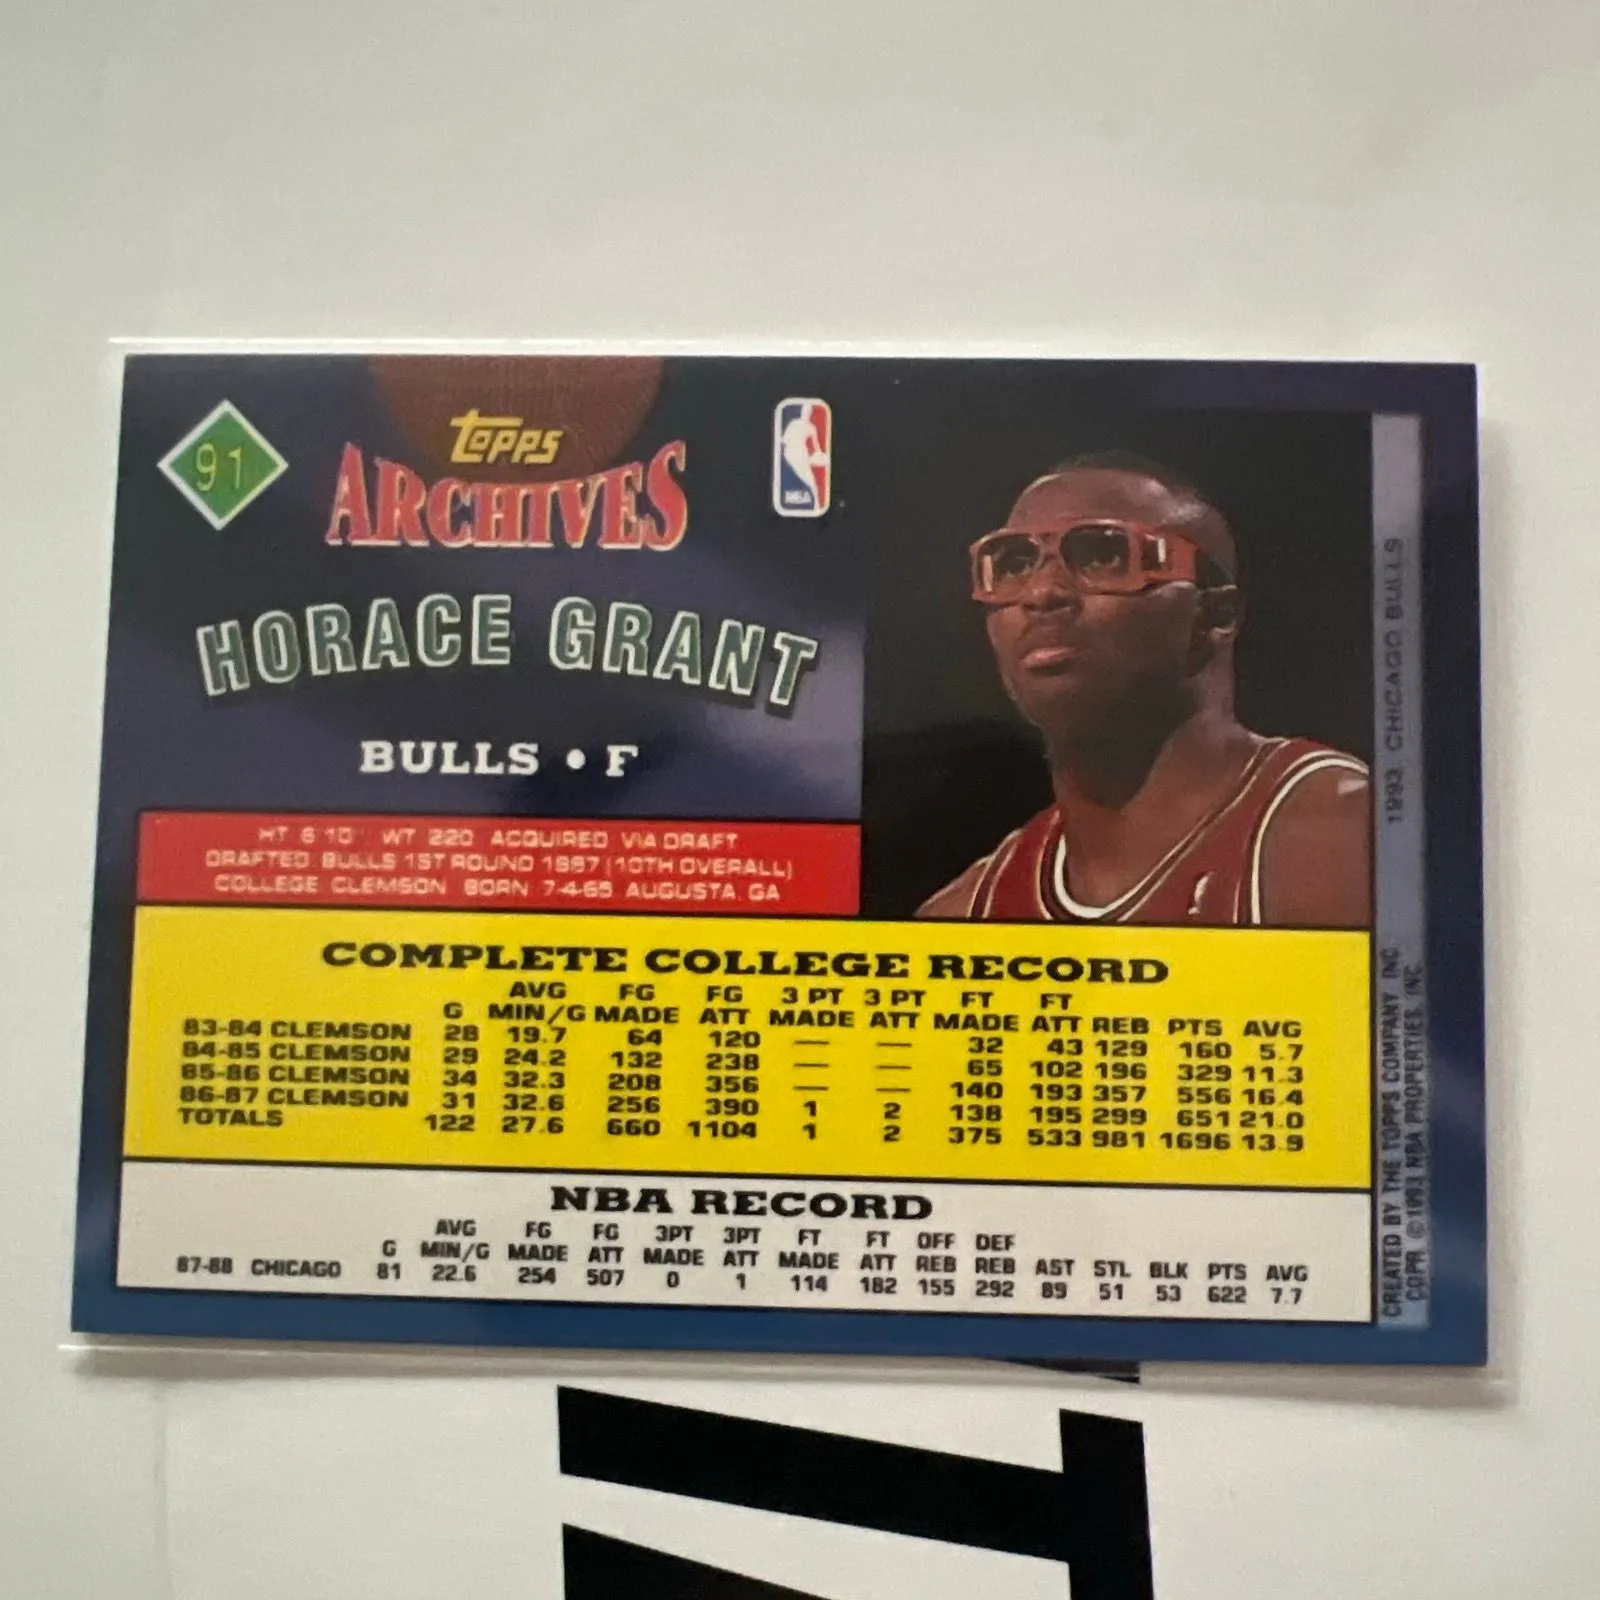 91
TOPPS
ARCHIVES
NBA
HORACE GRANT
BULLS • F
HT 6'10" WT 220 ACQUIRED VIA DRAFT
DRAFTED BULLS 1ST ROUND 1987 (10TH OVERALL)
COLLEGE CLEMSON BORN 7-4-65 AUGUSTA, GA
COMPLETE COLLEGE RECORD
AVG FG FG 3 PT 3 PT FT FT
G MIN/G MADE ATT MADE ATT MADE ATT REB PTS AVG
83-84 CLEMSON 28 19.7 64 120 — — 32 43 129 160 5.7
84-85 CLEMSON 29 24.2 132 238 — — 65 102 196 329 11.3
85-86 CLEMSON 34 32.3 208 356 — — 140 193 357 556 16.4
86-87 CLEMSON 31 32.6 256 390 1 2 138 195 299 651 21.0
TOTALS 122 27.6 660 1104 1 2 375 533 981 1696 13.9
NBA RECORD
AVG FG FG 3PT 3PT FT FT OFF DEF
G MIN/G MADE ATT MADE ATT MADE ATT REB REB AST STL BLK PTS AVG
87-88 CHICAGO 81 22.6 254 507 0 1 114 182 155 292 89 51 53 622 7.7
1993 CHICAGO BULLS
CREATED BY THE TOPPS COMPANY, INC.
COPR. ©1993 NBA PROPERTIES, INC.